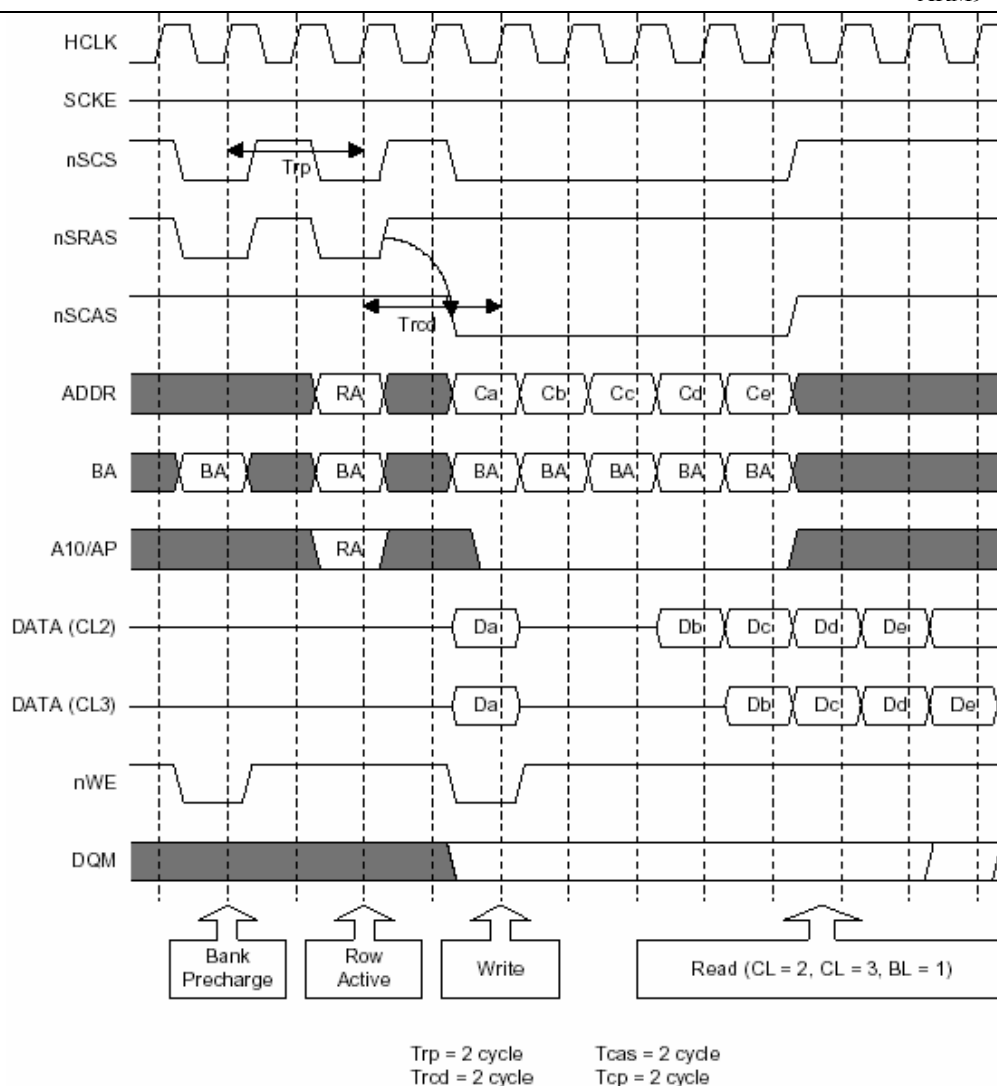 HCLK
SCKE
nSCS
Trp
nSRAS
nSCAS
Trcd
ADDR RA Ca Cb Cc Cd Ce
BA BA BA BA BA BA BA BA
A10/AP RA
DATA (CL2) Da Db Dc Dd De
DATA (CL3) Da Db Dc Dd De
nWE
DQM
Bank Precharge
Row Active
Write
Read (CL = 2, CL = 3, BL = 1)
Trp = 2 cycle Tcas = 2 cycle
Trcd = 2 cycle Tcp = 2 cycle